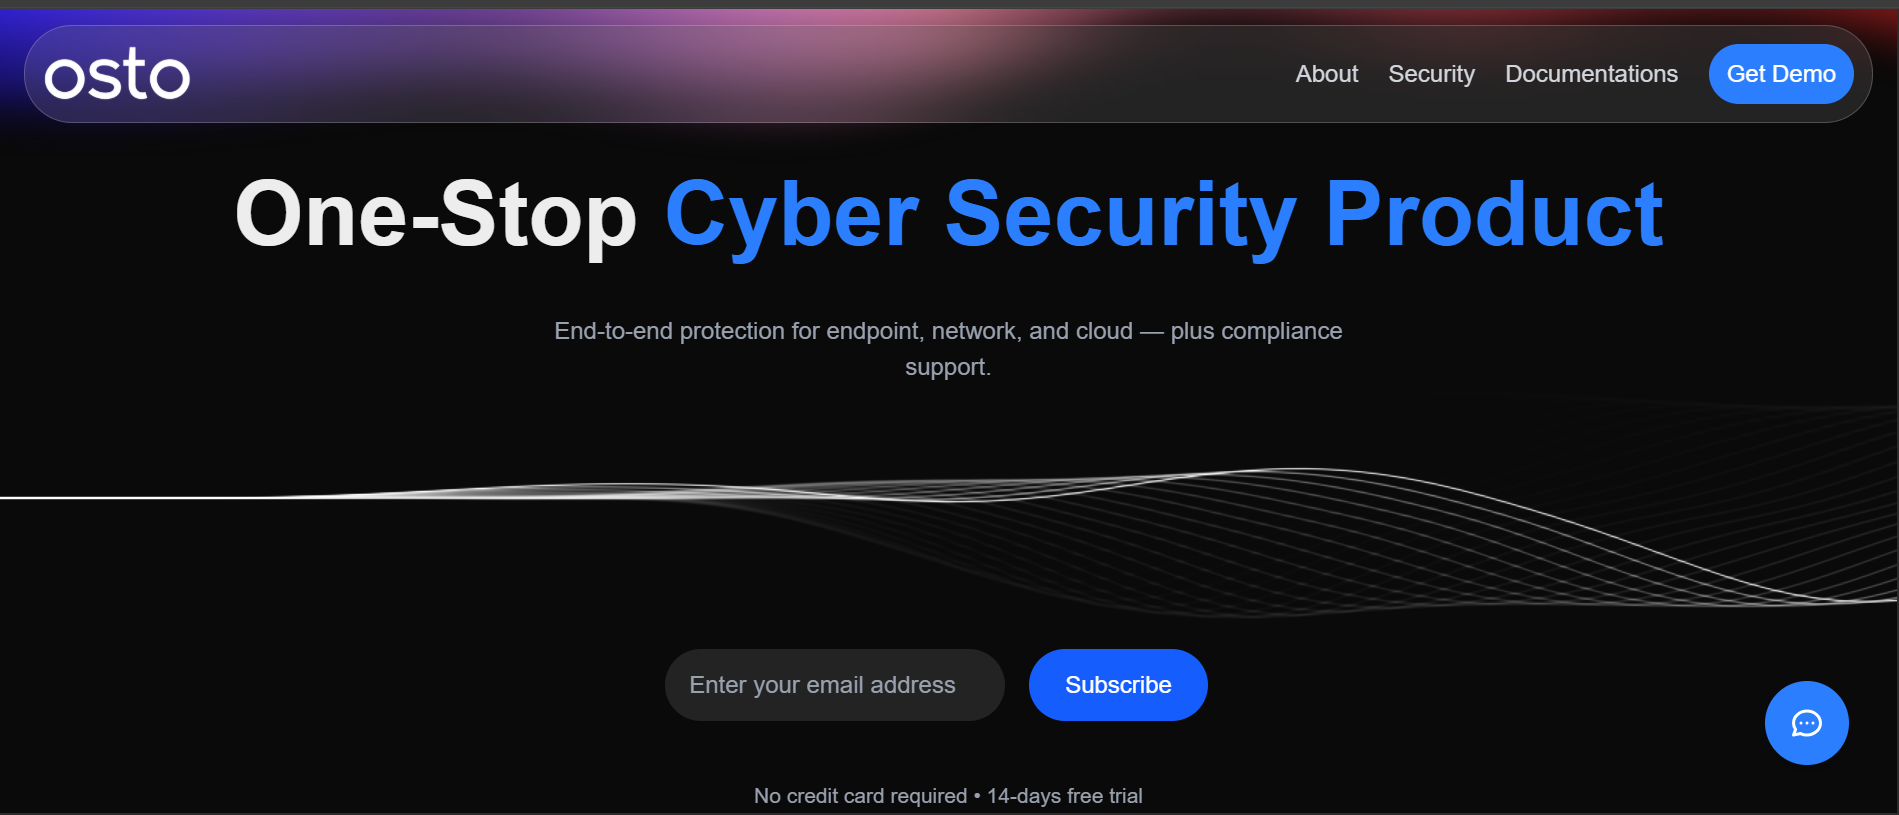 osto
About
Security
Documentations
Get Demo
One-Stop Cyber Security Product
End-to-end protection for endpoint, network, and cloud — plus compliance
support.
Enter your email address
Subscribe
No credit card required • 14-days free trial